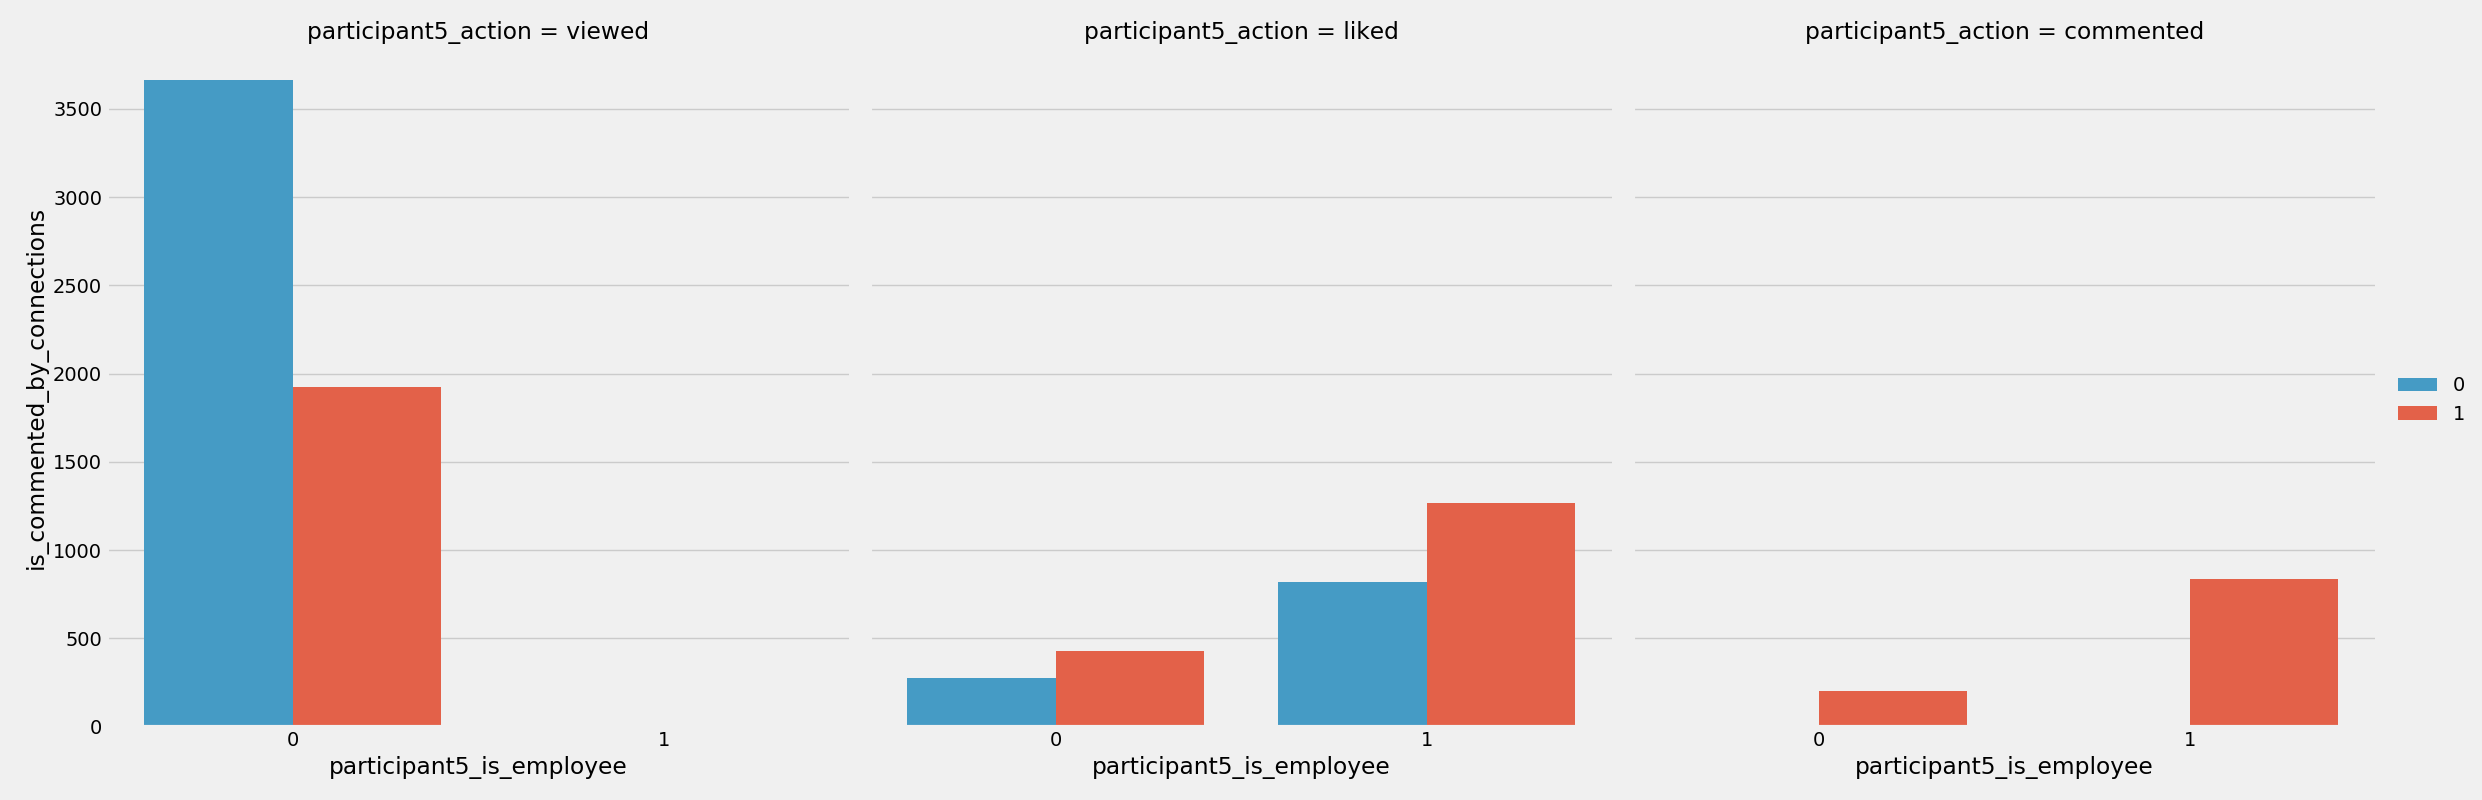 participant5_action = viewed
participant5_action = liked
participant5_action = commented
is_commented_by_connections
3500
3000
2500
2000
1500
1000
500
0
0 1
participant5_is_employee
0 1
participant5_is_employee
0 1
participant5_is_employee
0
1